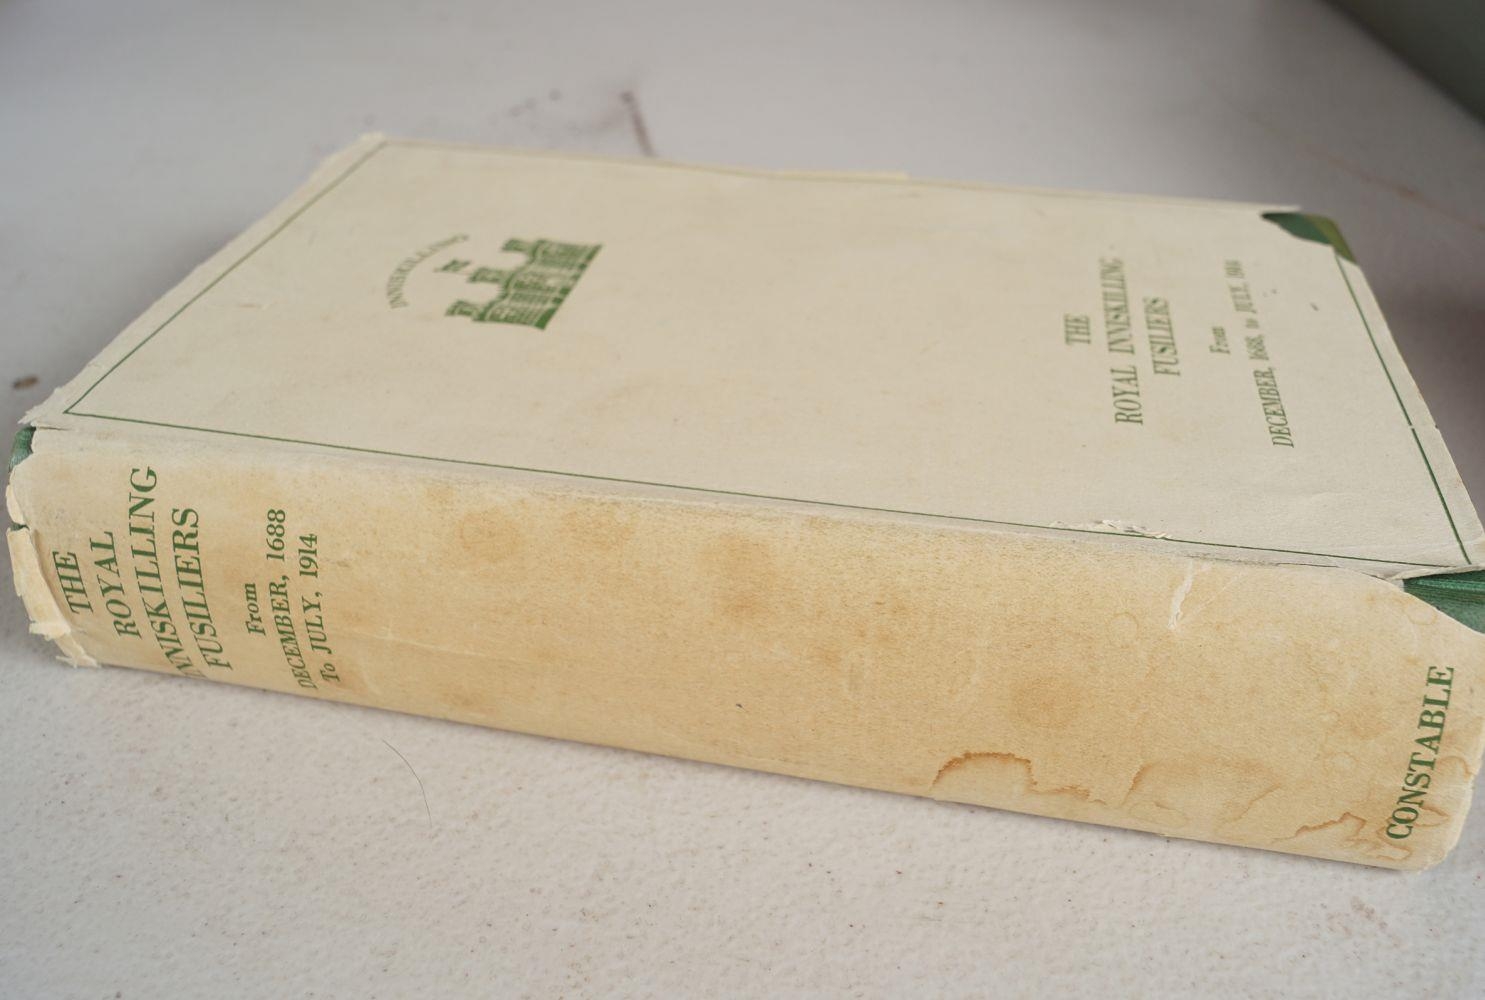 INNISKILLING
THE
ROYAL INNISKILLING
FUSILIERS
From
DECEMBER, 1688, to JULY, 1914
THE
ROYAL
INNISKILLING
FUSILIERS
From
DECEMBER, 1688
To JULY, 1914
CONSTABLE